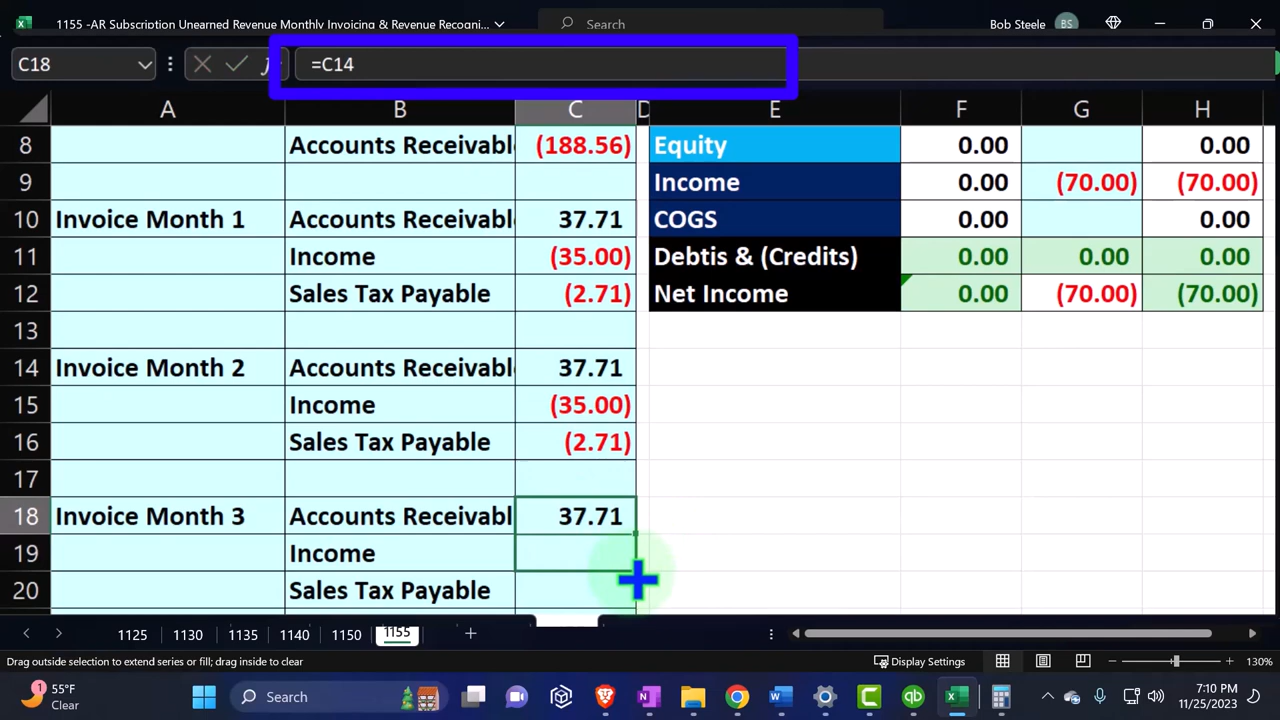 1155 -AR Subscription Unearned Revenue Monthly Invoicing & Revenue Recogni...
Search
Bob Steele
BS
C18
=C14
A B C D E F G H
8 Accounts Receivabl (188.56) Equity 0.00 0.00
9 Income 0.00 (70.00) (70.00)
10 Invoice Month 1 Accounts Receivabl 37.71 COGS 0.00 0.00
11 Income (35.00) Debtis & (Credits) 0.00 0.00 0.00
12 Sales Tax Payable (2.71) Net Income 0.00 (70.00) (70.00)
13
14 Invoice Month 2 Accounts Receivabl 37.71
15 Income (35.00)
16 Sales Tax Payable (2.71)
17
18 Invoice Month 3 Accounts Receivabl 37.71
19 Income
20 Sales Tax Payable
1125 1130 1135 1140 1150 1155
Drag outside selection to extend series or fill; drag inside to clear
Display Settings
130%
1
55°F
Clear
Search
7:10 PM
11/25/2023